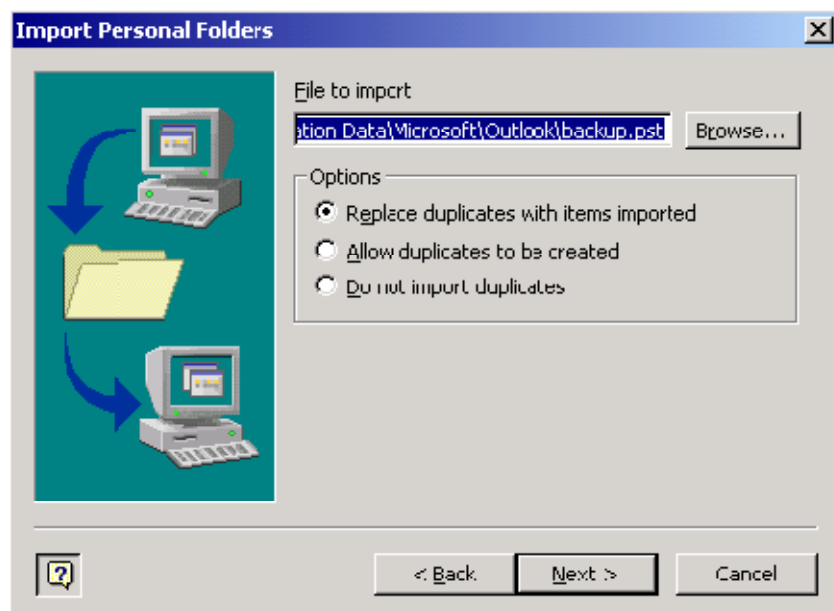 Import Personal Folders
File to import
ation Data\Microsoft\Outlook\backup.pst
Browse...
Options
Replace duplicates with items imported
Allow duplicates to be created
Do not import duplicates
?
< Back
Next >
Cancel